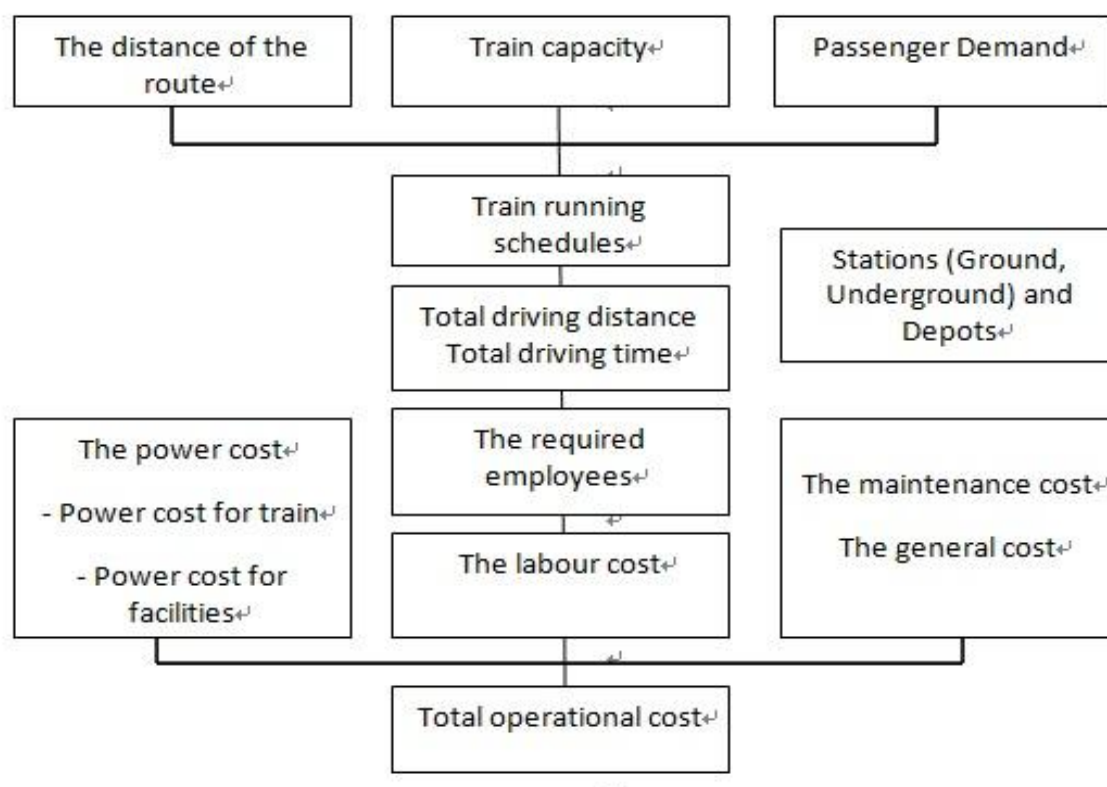 The distance of the
route↵
Train capacity↵
Passenger Demand↵
↵
↵
Train running
schedules↵
Stations (Ground,
Underground) and
Depots↵
Total driving distance
Total driving time↵
The power cost↵
- Power cost for train↵
- Power cost for
facilities↵
The required
employees↵
↵
The labour cost↵
The maintenance cost↵
The general cost↵
↵
Total operational cost↵